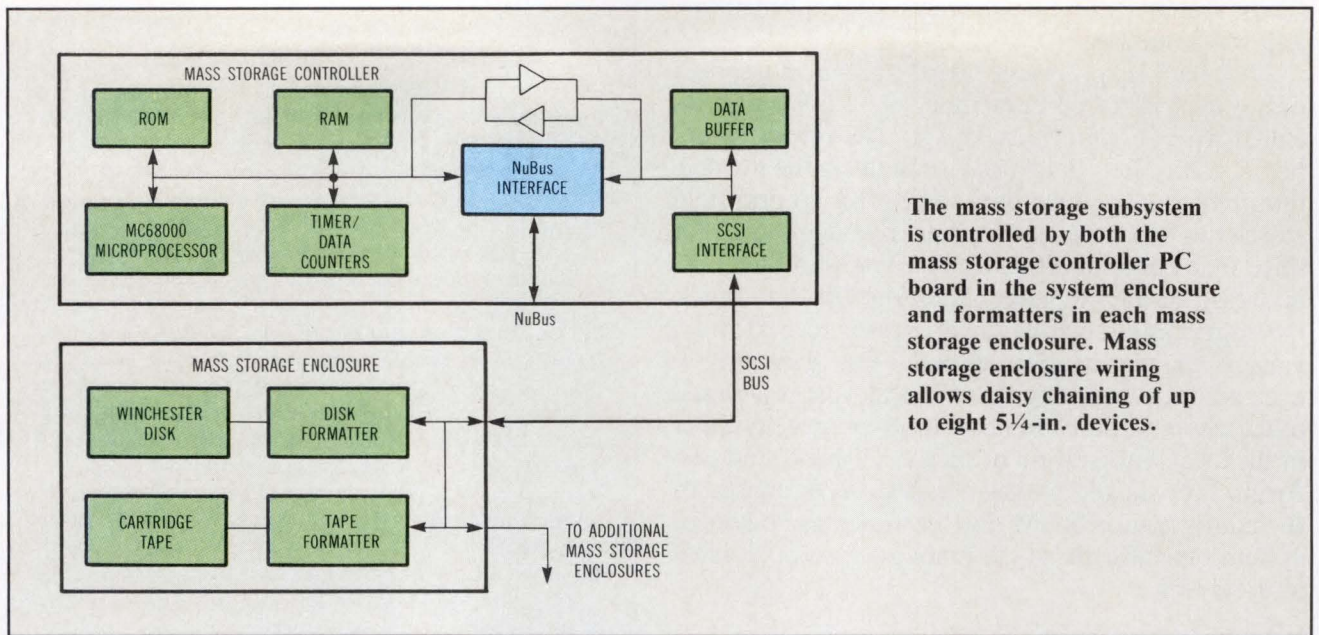 MASS STORAGE CONTROLLER
ROM
RAM
DATA
BUFFER
NuBus
INTERFACE
MC68000
MICROPROCESSOR
TIMER/
DATA
COUNTERS
SCSI
INTERFACE
NuBus
SCSI
BUS
MASS STORAGE ENCLOSURE
WINCHESTER
DISK
DISK
FORMATTER
CARTRIDGE
TAPE
TAPE
FORMATTER
TO ADDITIONAL
MASS STORAGE
ENCLOSURES
The mass storage subsystem
is controlled by both the
mass storage controller PC
board in the system enclosure
and formatters in each mass
storage enclosure. Mass
storage enclosure wiring
allows daisy chaining of up
to eight 5¼-in. devices.